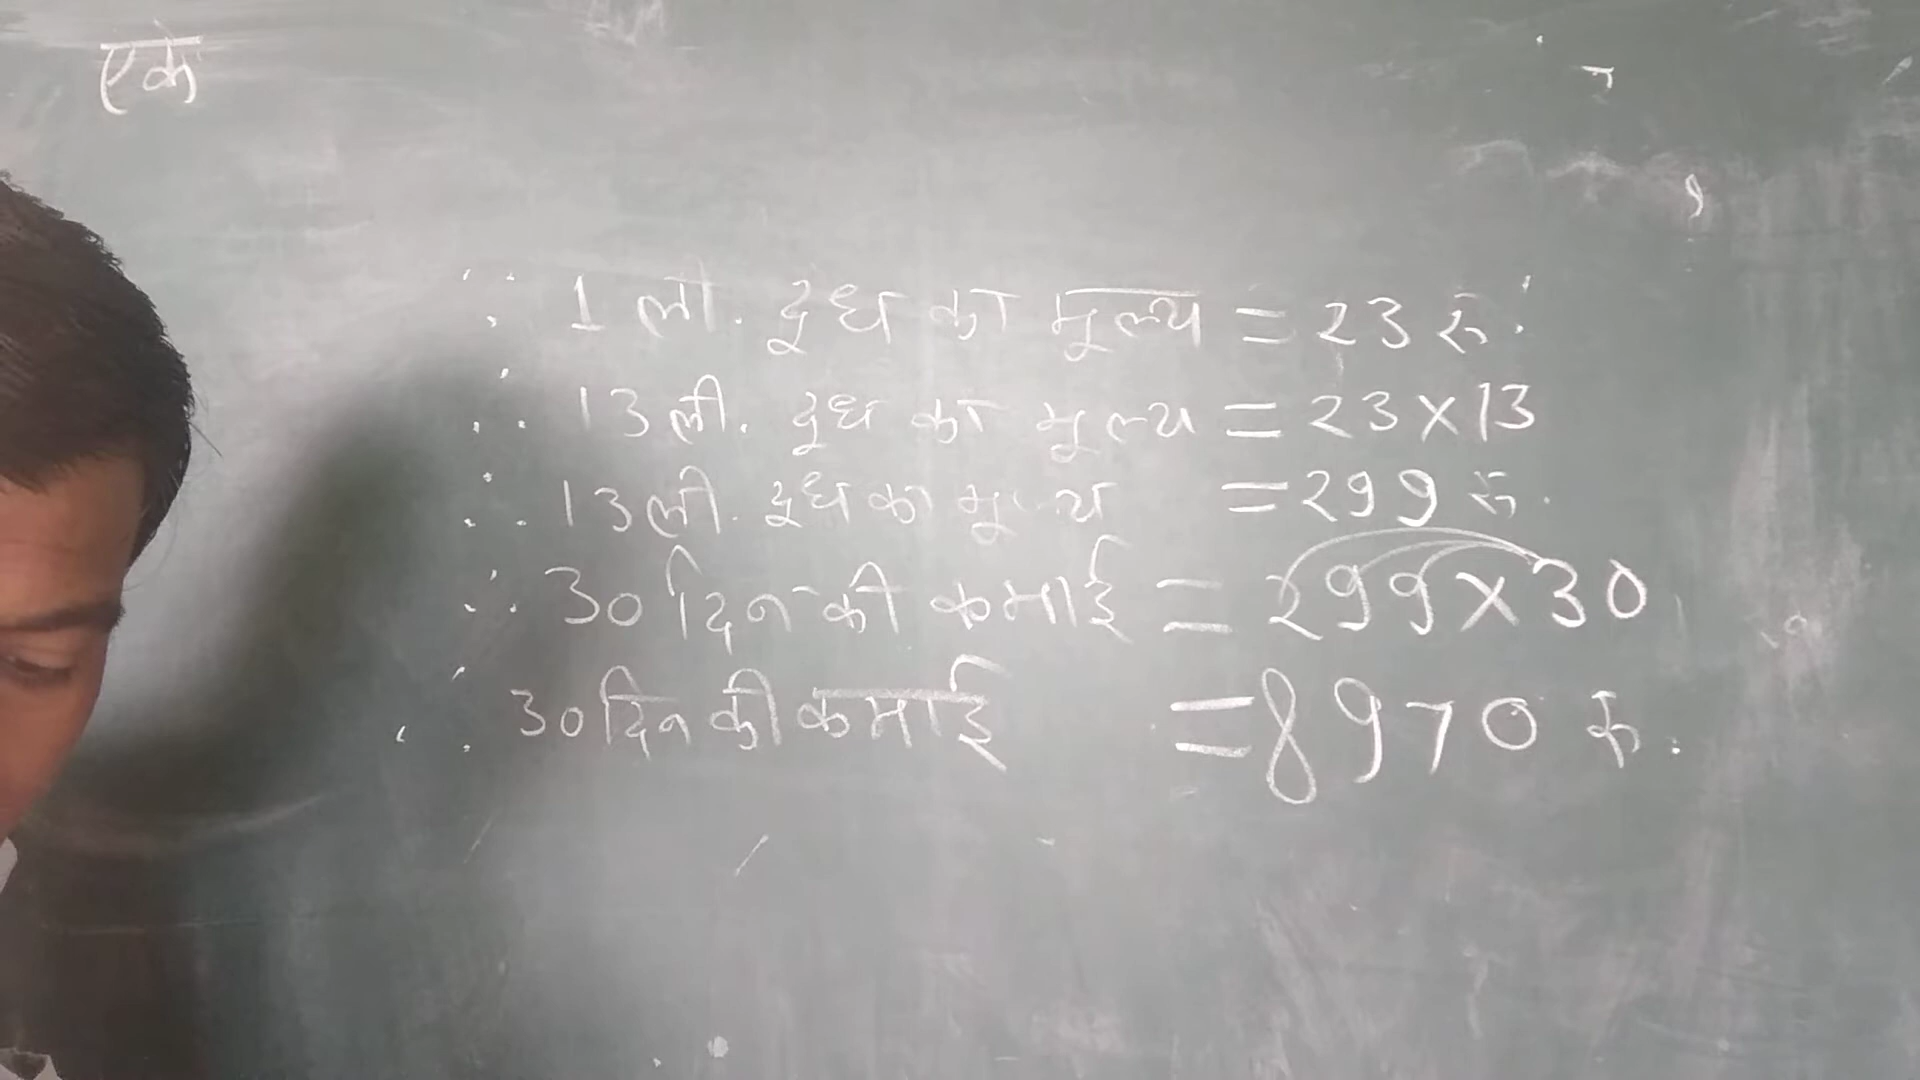 एक
∵ 1 ली. दूध का मूल्य = 23 रु.
∴ 13 ली. दूध का मूल्य = 23 × 13
∴ 13 ली. दूध का मूल्य = 299 रु.
∴ 30 दिन की कमाई = 299 × 30
∴ 30 दिन की कमाई = 8970 रु.